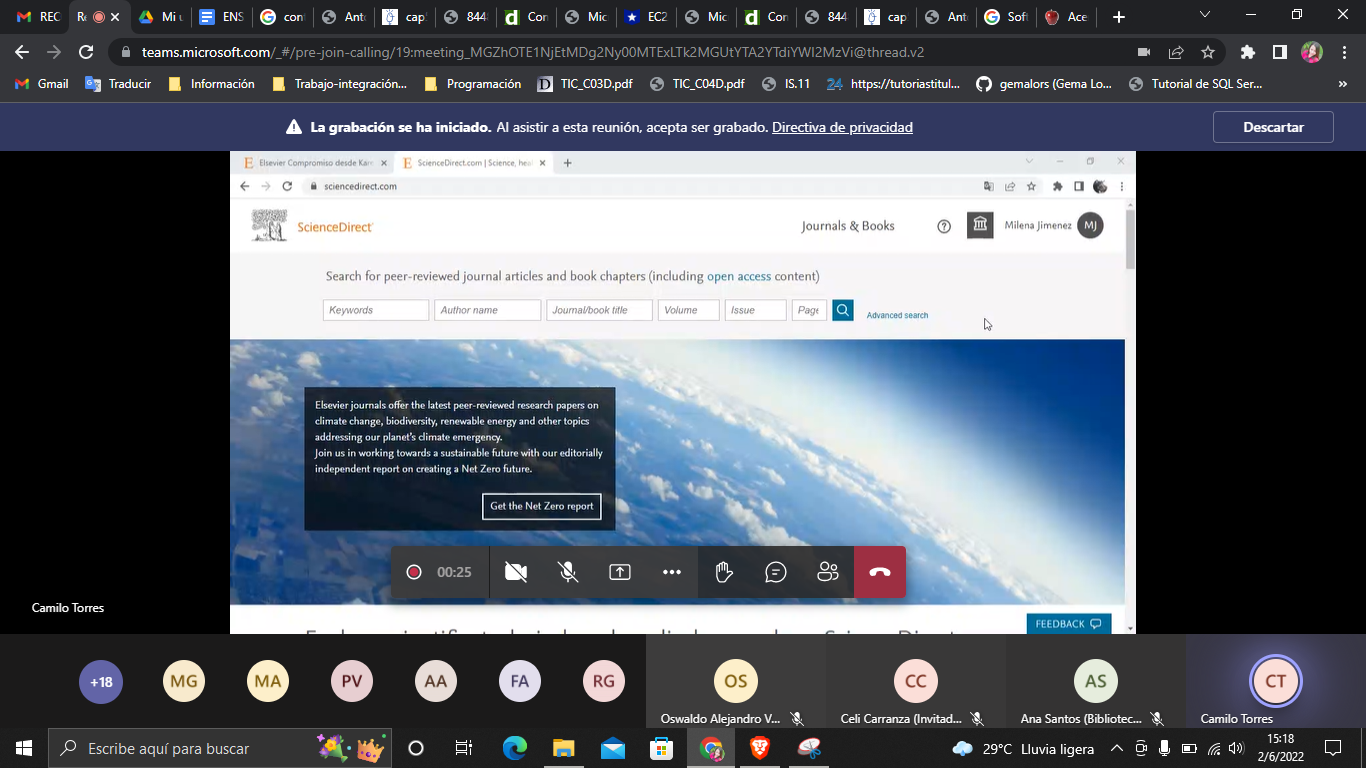 REC
Re
Mi u
ENS
con
Ant
cap
844
Con
Mic
EC2
Mic
Con
844
cap
Ant
Soft
Ace
teams.microsoft.com/_#/pre-join-calling/19:meeting_MGZhOTE1NjEtMDg2Ny00MTExLTk2MGUtYTA2YTdiYWI2MzVi@thread.v2
Gmail
Traducir
Información
Trabajo-integración...
Programación
TIC_C03D.pdf
TIC_C04D.pdf
IS.11
https://tutoriastitul...
gemalors (Gema Lo...
Tutorial de SQL Ser...
»
La grabación se ha iniciado. Al asistir a esta reunión, acepta ser grabado. Directiva de privacidad
Descartar
Elsevier Compromiso desde Kare
ScienceDirect.com | Science, hea
sciencedirect.com
ScienceDirect
Journals & Books
Milena Jimenez
MJ
Search for peer-reviewed journal articles and book chapters (including open access content)
Keywords
Author name
Journal/book title
Volume
Issue
Page
Advanced search
Elsevier journals offer the latest peer-reviewed research papers on
climate change, biodiversity, renewable energy and other topics
addressing our planet's climate emergency.
Join us in working towards a sustainable future with our editorially
independent report on creating a Net Zero future.
Get the Net Zero report
00:25
Camilo Torres
FEEDBACK
+18
MG
MA
PV
AA
FA
RG
OS
CC
AS
CT
Oswaldo Alejandro V...
Celi Carranza (Invitad...
Ana Santos (Bibliotec...
Camilo Torres
Escribe aquí para buscar
29°C Lluvia ligera
15:18
2/6/2022